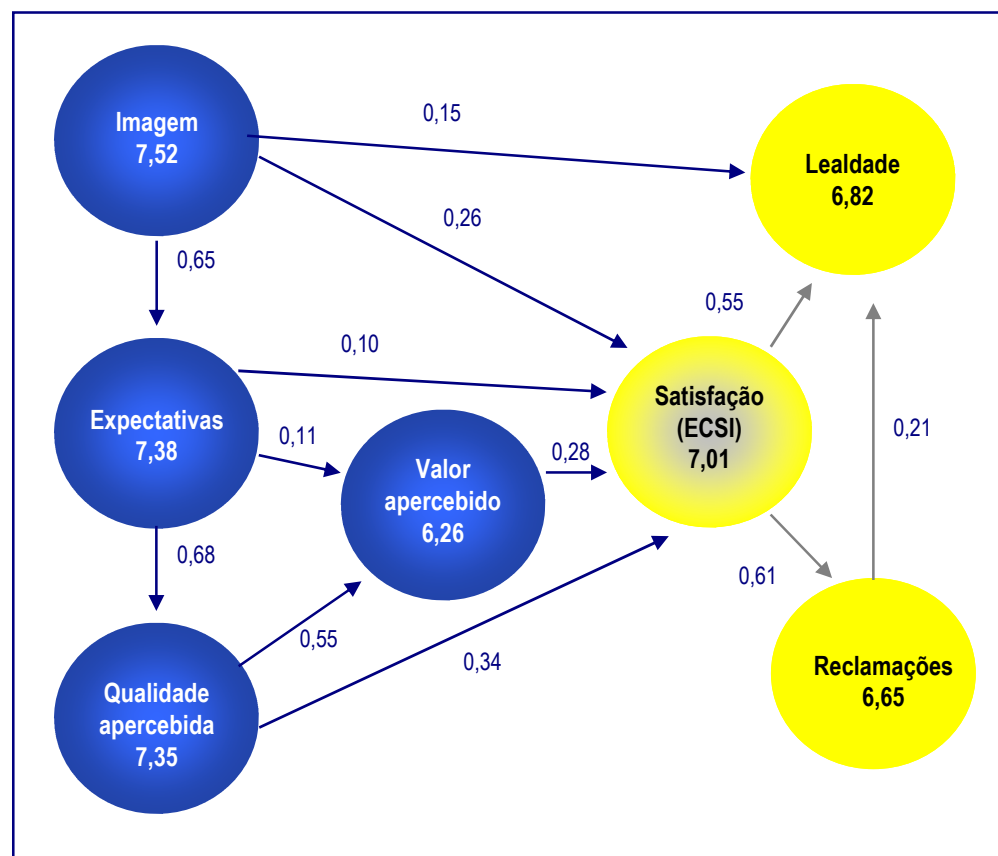 Imagem
7,52
0,15
Lealdade
6,82
0,26
0,65
0,55
0,10
Expectativas
7,38
0,11
Satisfação
(ECSI)
7,01
0,21
Valor
apercebido
6,26
0,28
0,68
0,61
0,55
0,34
Qualidade
apercebida
7,35
Reclamações
6,65